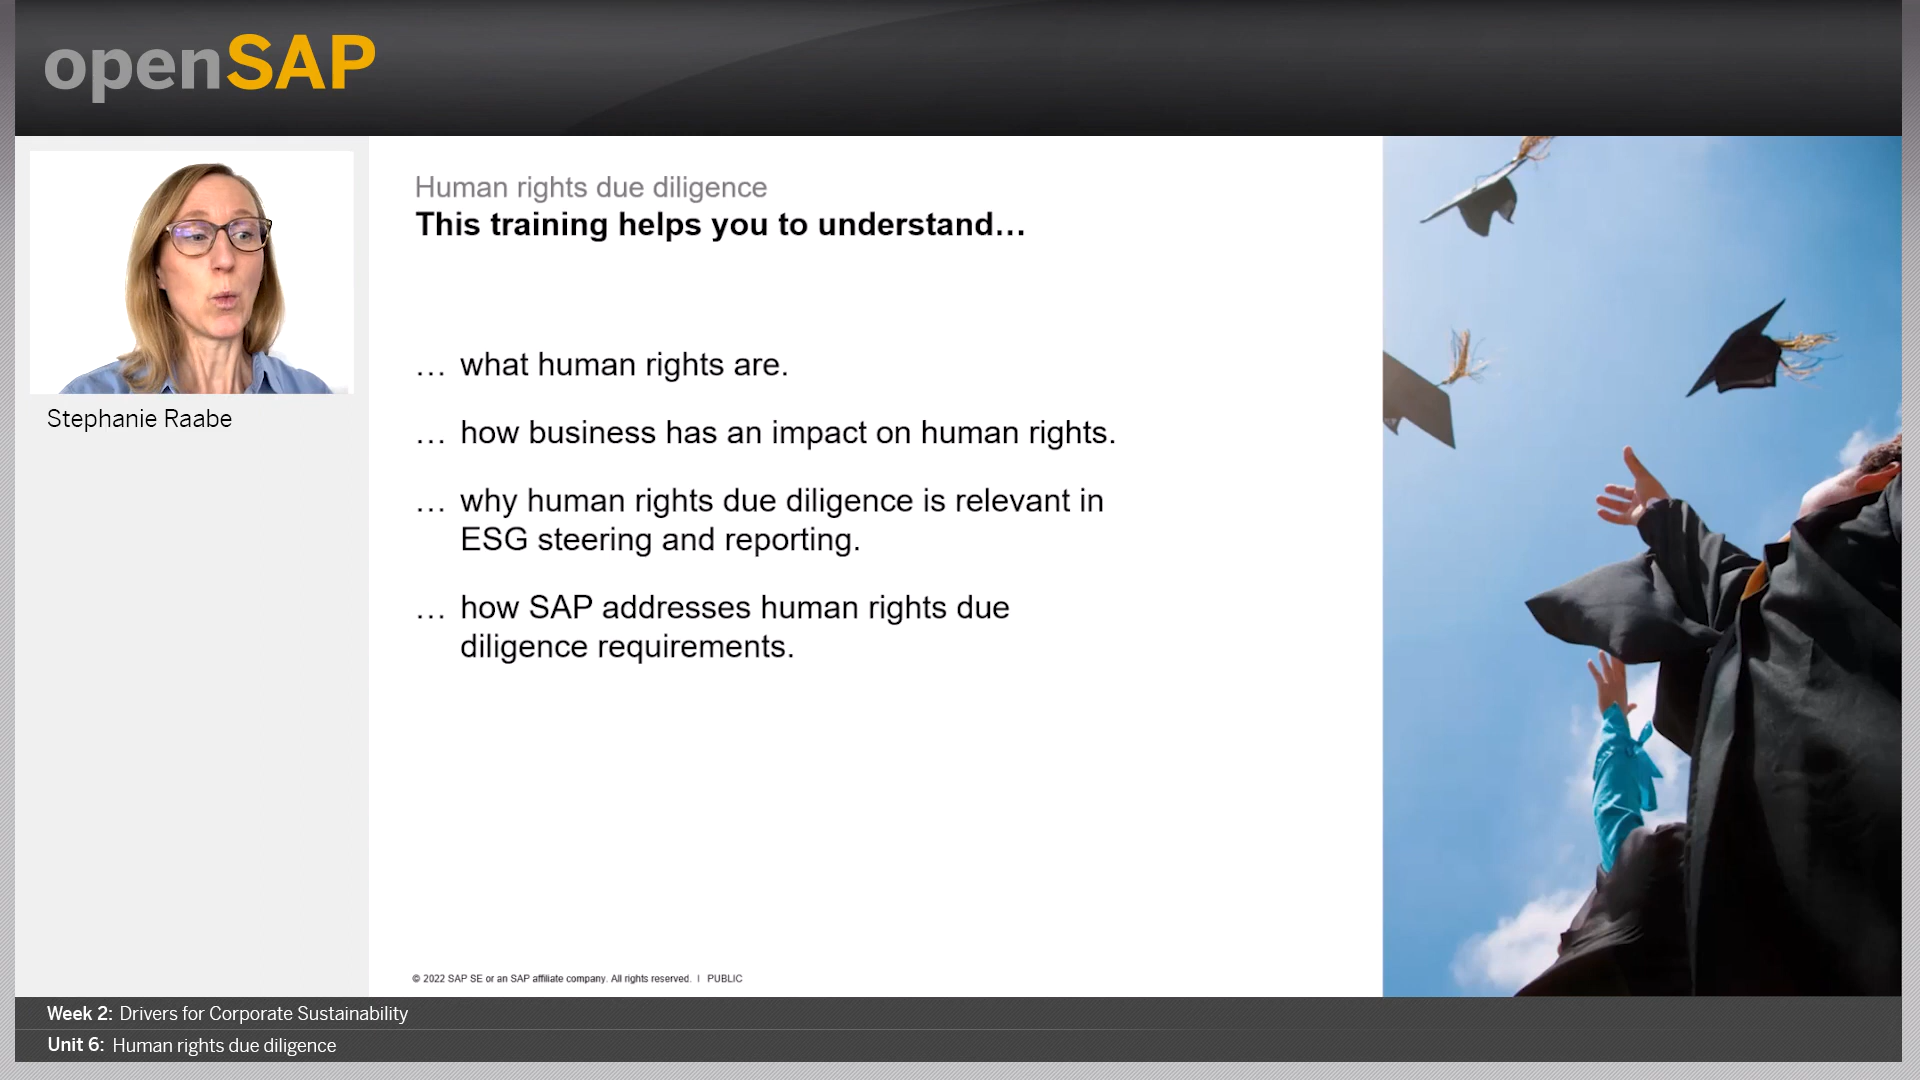 openSAP
Stephanie Raabe
Human rights due diligence
This training helps you to understand…
… what human rights are.
… how business has an impact on human rights.
… why human rights due diligence is relevant in
ESG steering and reporting.
… how SAP addresses human rights due
diligence requirements.
© 2022 SAP SE or an SAP affiliate company. All rights reserved. I PUBLIC
Week 2: Drivers for Corporate Sustainability
Unit 6: Human rights due diligence